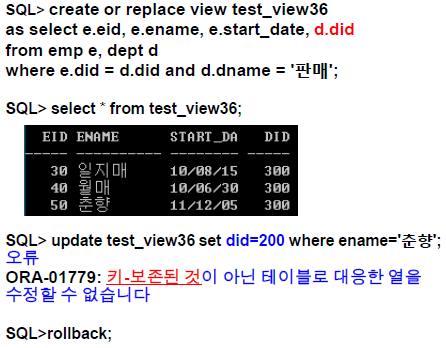 SQL> create or replace view test_view36
as select e.eid, e.ename, e.start_date, d.did
from emp e, dept d
where e.did = d.did and d.dname = '판매';
SQL> select * from test_view36;
EID ENAME START_DA DID
----- ---------- -------- -----
30 일지매 10/08/15 300
40 월매 10/06/30 300
50 춘향 11/12/05 300
SQL> update test_view36 set did=200 where ename='춘향';
오류
ORA-01779: 키-보존된 것이 아닌 테이블로 대응한 열을
수정할 수 없습니다
SQL>rollback;